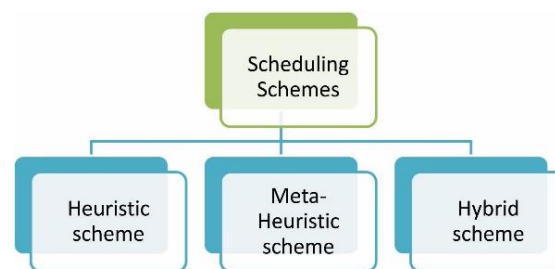 Scheduling
Schemes
Heuristic
scheme
Meta-
Heuristic
scheme
Hybrid
scheme